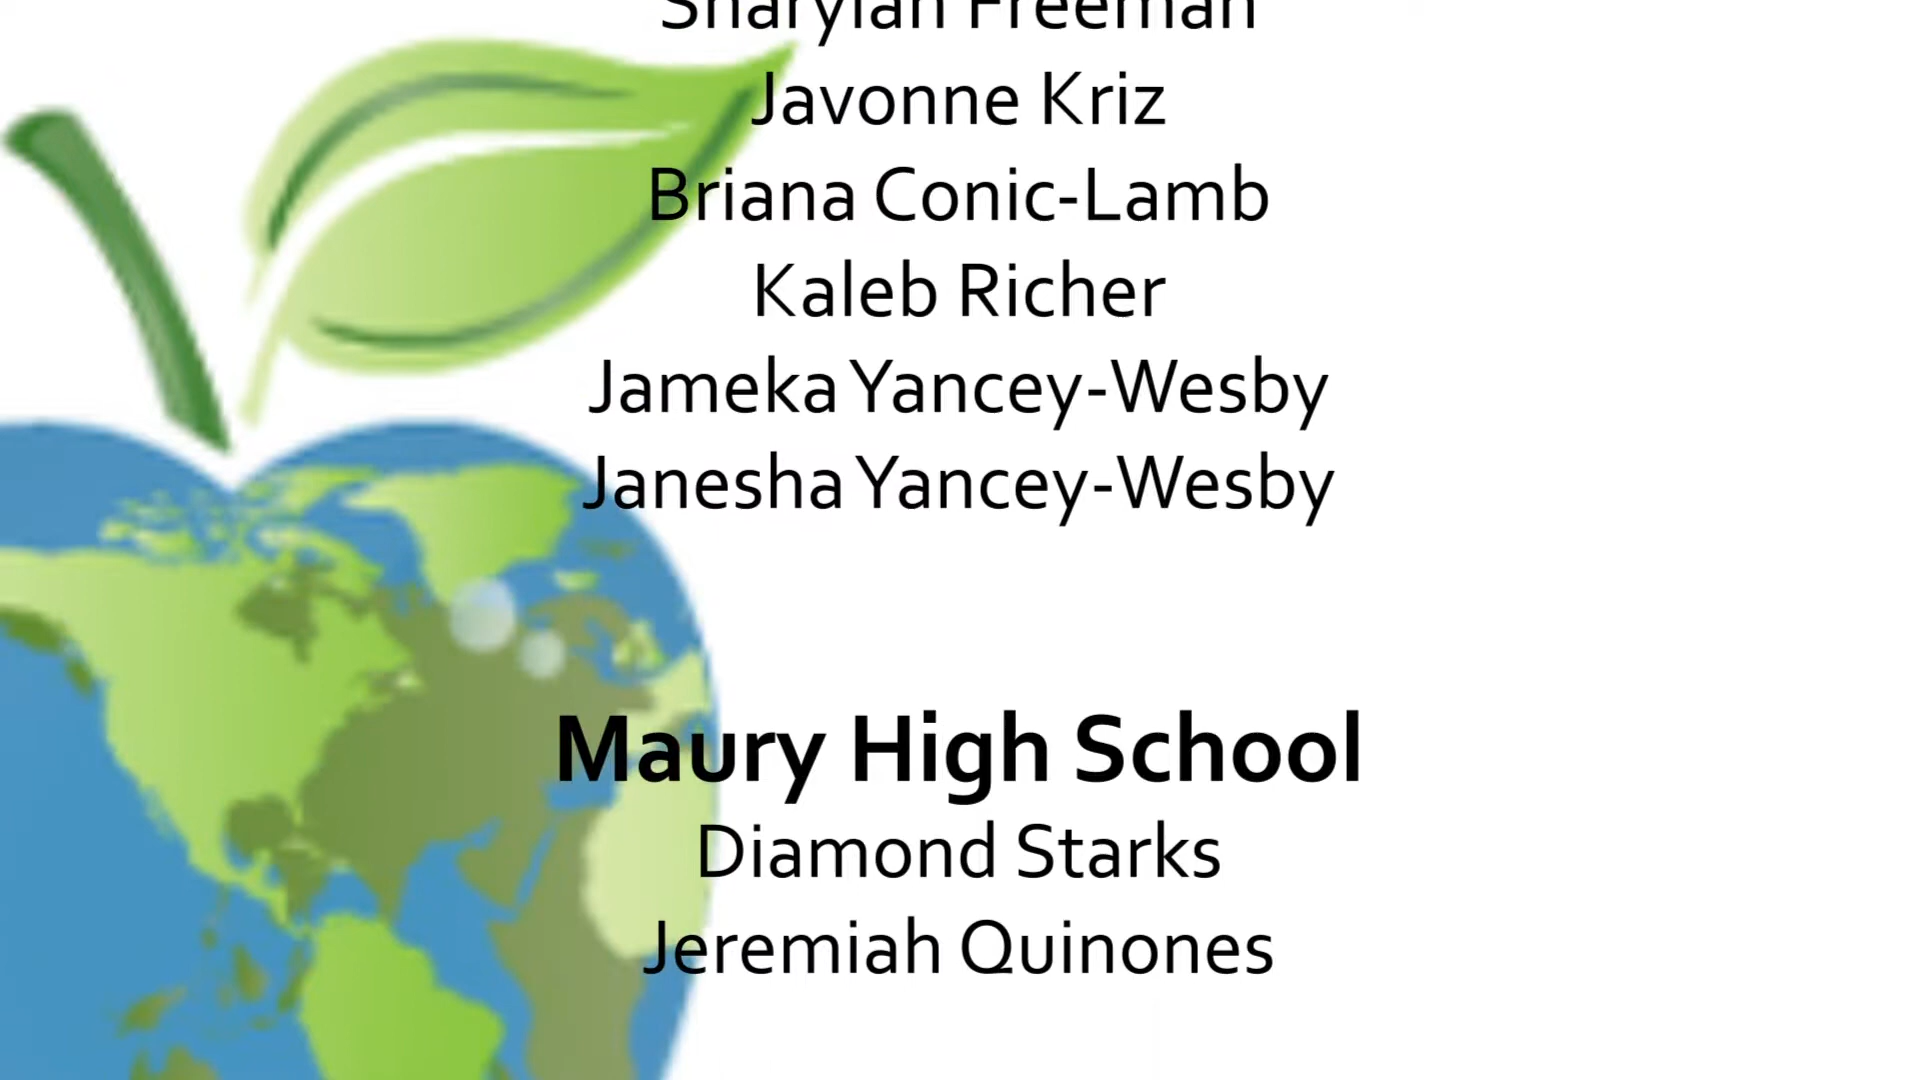 Freeman
Javonne Kriz
Briana Conic-Lamb
Kaleb Richer
Jameka Yancey-Wesby
Janesha Yancey-Wesby
Maury High School
Diamond Starks
Jeremiah Quinones